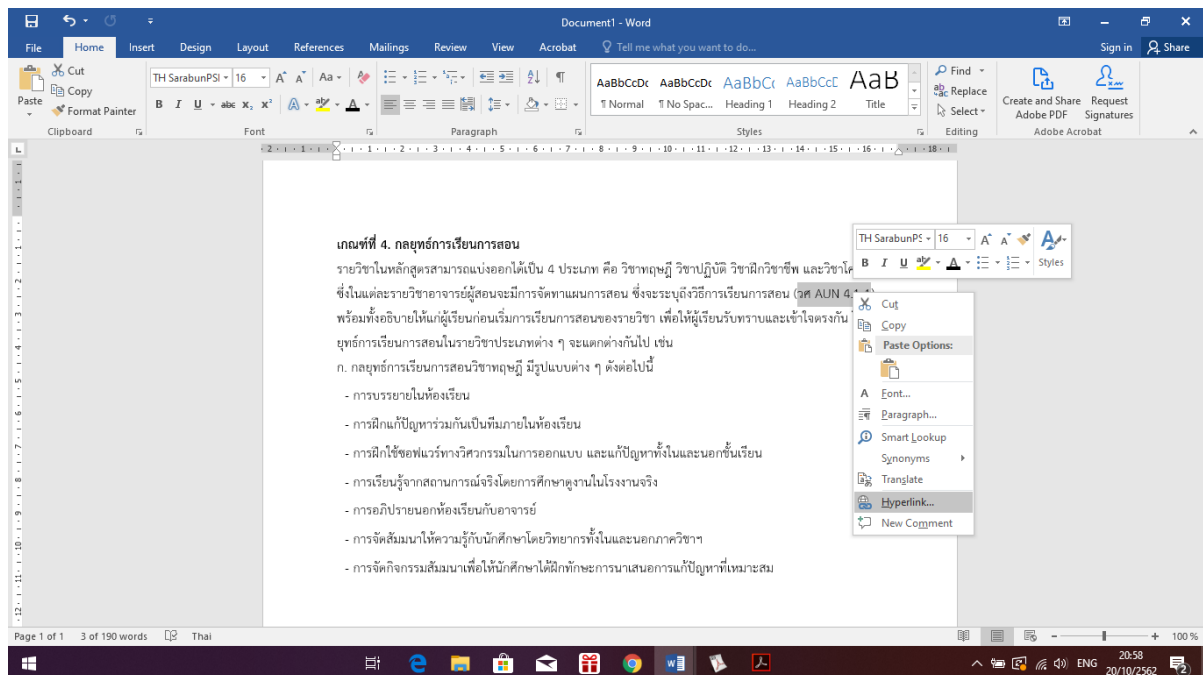 Document1 - Word
File Home Insert Design Layout References Mailings Review View Acrobat Tell me what you want to do... Sign in Share
Paste
Cut
Copy
Format Painter
Clipboard
TH SarabunPSI 16 A A Aa
B I U abc X₂ X² A A
Font
Paragraph
AaBbCcDc AaBbCcDc AaBbCc AaBbCcE AaB
¶ Normal ¶ No Spac... Heading 1 Heading 2 Title
Styles
Find
Replace
Select
Editing
Create and Share Adobe PDF
Request Signatures
Adobe Acrobat
2 1 1 2 3 4 5 6 7 8 9 10 11 12 13 14 15 16 18
เกณฑ์ที่ 4. กลยุทธ์การเรียนการสอน
รายวิชาในหลักสูตรสามารถแบ่งออกได้เป็น 4 ประเภท คือ วิชาทฤษฎี วิชาปฏิบัติ วิชาฝึกวิชาชีพ และวิชาโค
ซึ่งในแต่ละรายวิชาอาจารย์ผู้สอนจะมีการจัดทาแผนการสอน ซึ่งจะระบุถึงวิธีการเรียนการสอน (วศ AUN 4.1.1)
พร้อมทั้งอธิบายให้แก่ผู้เรียนก่อนเริ่มการเรียนการสอนของรายวิชา เพื่อให้ผู้เรียนรับทราบและเข้าใจตรงกัน
ยุทธ์การเรียนการสอนในรายวิชาประเภทต่าง ๆ จะแตกต่างกันไป เช่น
ก. กลยุทธ์การเรียนการสอนวิชาทฤษฎี มีรูปแบบต่าง ๆ ดังต่อไปนี้
- การบรรยายในห้องเรียน
- การฝึกแก้ปัญหาร่วมกันเป็นทีมภายในห้องเรียน
- การฝึกใช้ซอฟแวร์ทางวิศวกรรมในการออกแบบ และแก้ปัญหาทั้งในและนอกชั้นเรียน
- การเรียนรู้จากสถานการณ์จริงโดยการศึกษาดูงานในโรงงานจริง
- การอภิปรายนอกห้องเรียนกับอาจารย์
- การจัดสัมมนาให้ความรู้กับนักศึกษาโดยวิทยากรทั้งในและนอกภาควิชาฯ
- การจัดกิจกรรมสัมมนาเพื่อให้นักศึกษาได้ฝึกทักษะการนาเสนอการแก้ปัญหาที่เหมาะสม
TH SarabunPS 16 A A
B I U A Styles
Cut
Copy
Paste Options:
Font...
Paragraph...
Smart Lookup
Synonyms
Translate
Hyperlink...
New Comment
Page 1 of 1 3 of 190 words Thai 100 %
ENG
20:58
20/10/2562